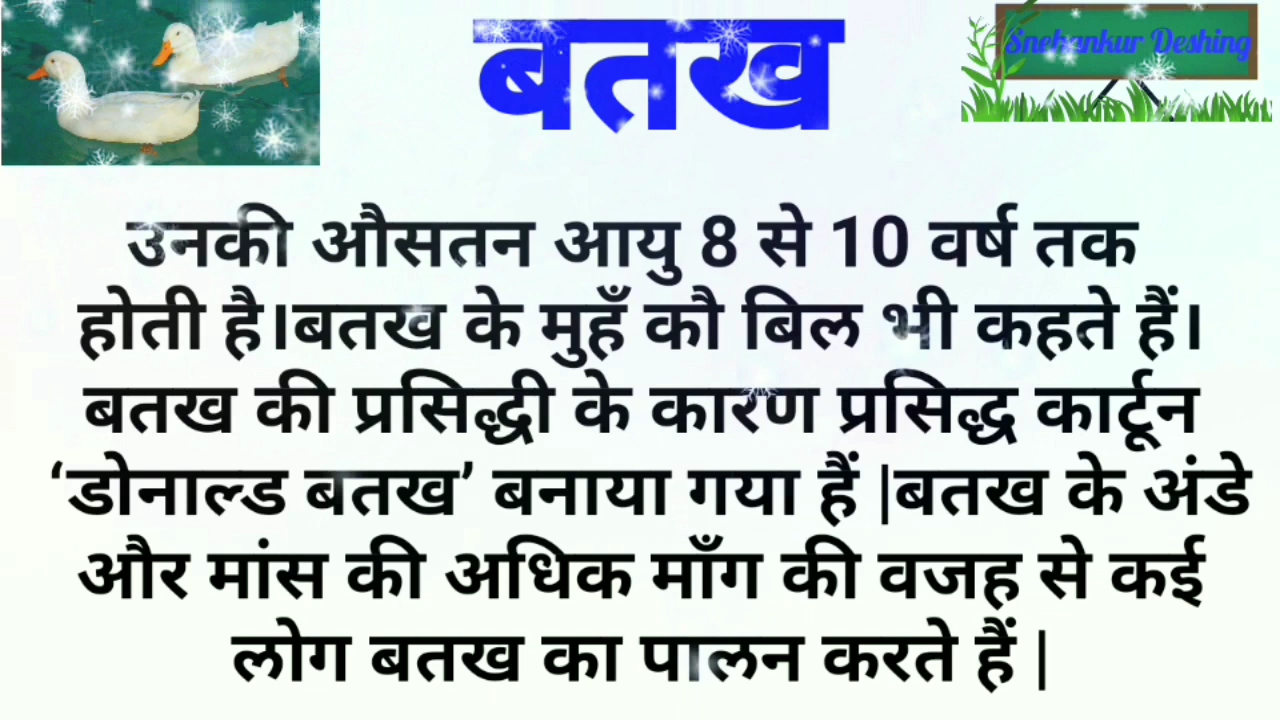 बतख
Snehankur Deshing
उनकी औसतन आयु 8 से 10 वर्ष तक
होती है।बतख के मुहँ कौ बिल भी कहते हैं।
बतख की प्रसिद्धी के कारण प्रसिद्ध कार्टून
‘डोनाल्ड बतख’ बनाया गया हैं |बतख के अंडे
और मांस की अधिक माँग की वजह से कई
लोग बतख का पालन करते हैं |